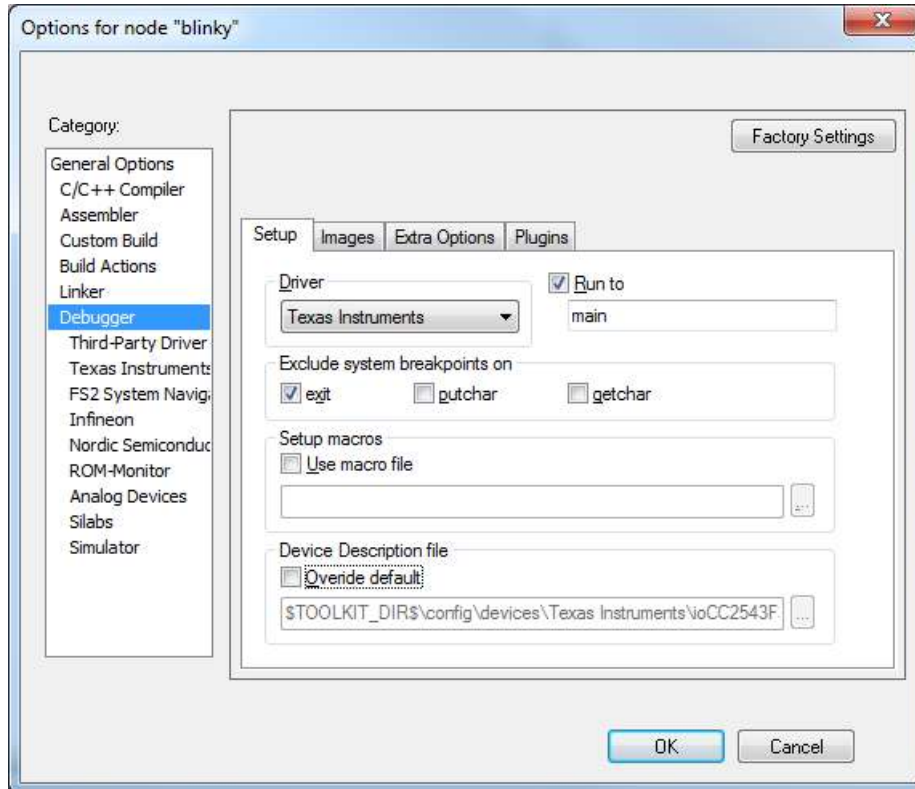 Options for node "blinky"
Category:
Factory Settings
General Options
C/C++ Compiler
Assembler
Custom Build
Build Actions
Linker
Debugger
Third-Party Driver
Texas Instruments
FS2 System Navig
Infineon
Nordic Semiconduc
ROM-Monitor
Analog Devices
Silabs
Simulator
Setup Images Extra Options Plugins
Driver
Texas Instruments
Run to
main
Exclude system breakpoints on
exit putchar getchar
Setup macros
Use macro file
...
Device Description file
Overide default
$TOOLKIT_DIR$\config\devices\Texas Instruments\ioCC2543F
...
OK Cancel